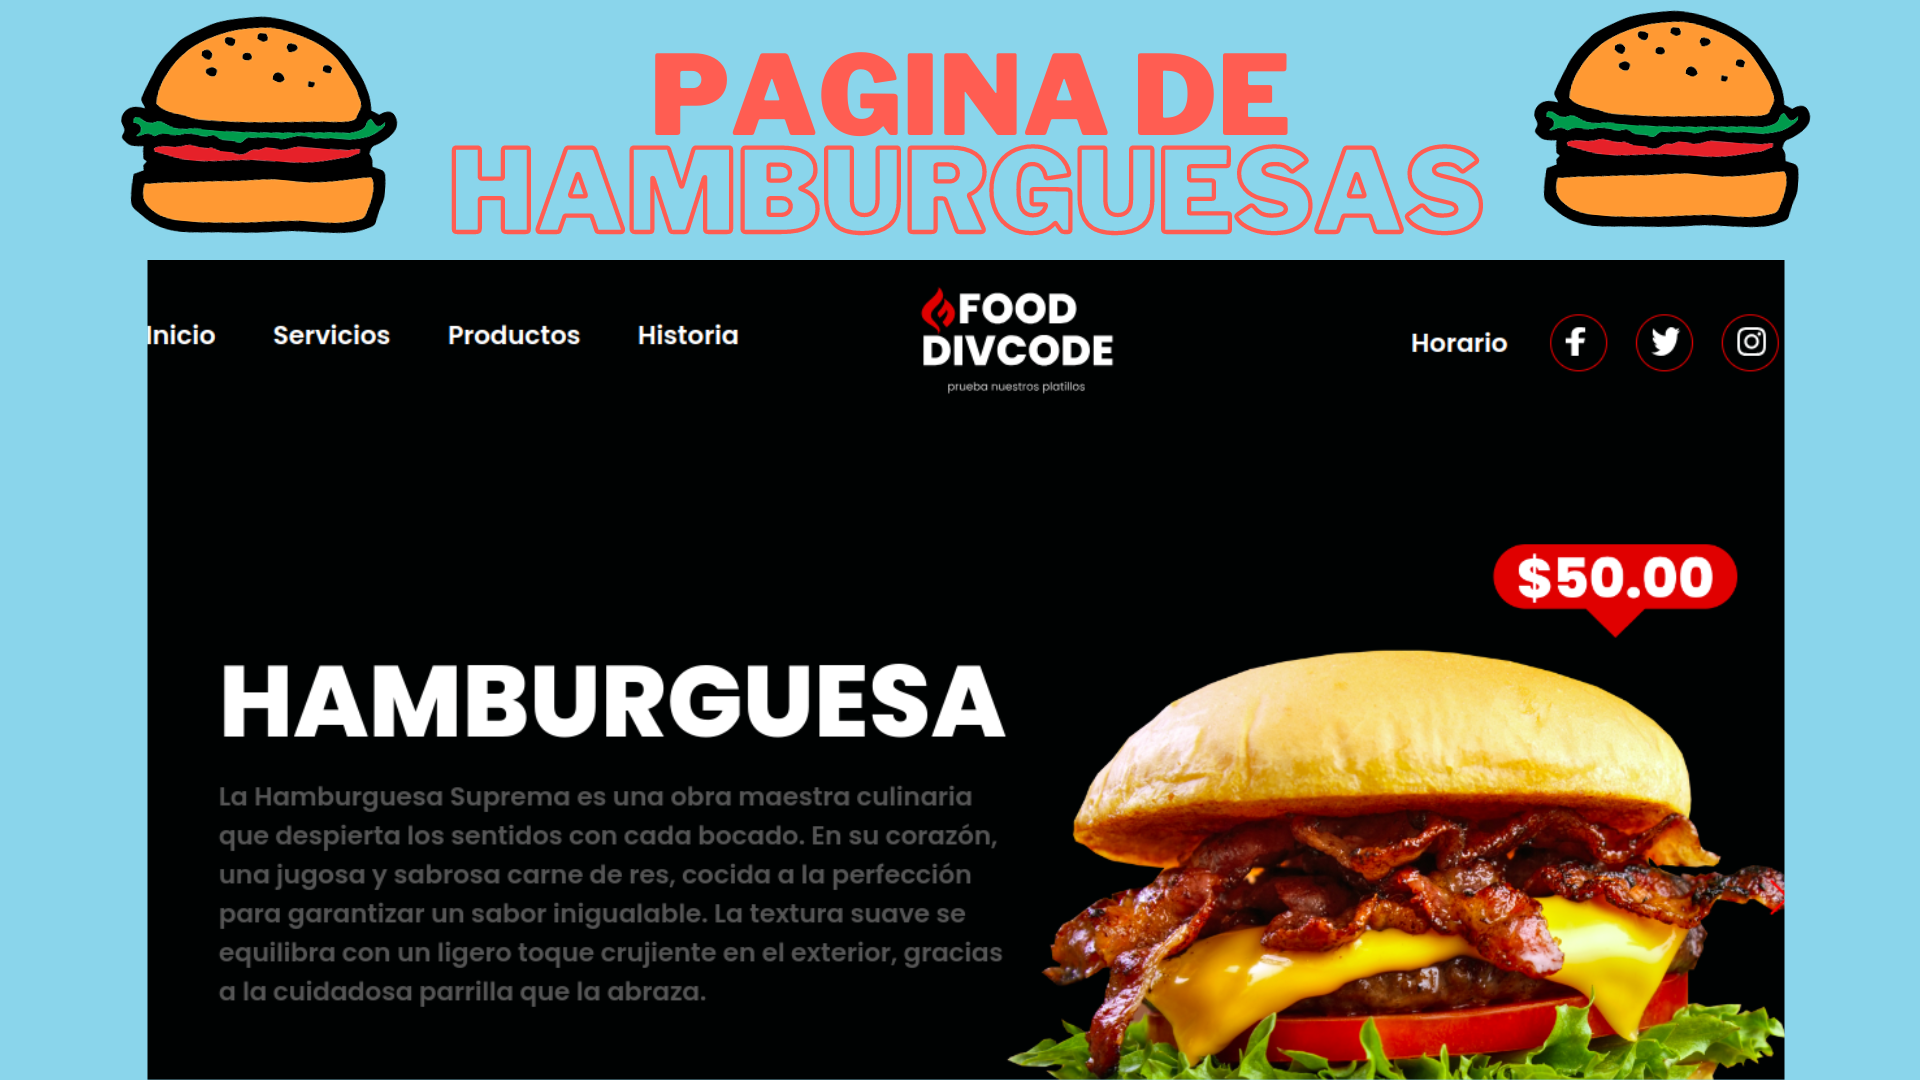 PAGINA DE
HAMBURGUESAS
Inicio Servicios Productos Historia
FOOD
DIVCODE
prueba nuestros platillos
Horario
$50.00
HAMBURGUESA
La Hamburguesa Suprema es una obra maestra culinaria
que despierta los sentidos con cada bocado. En su corazón,
una jugosa y sabrosa carne de res, cocida a la perfección
para garantizar un sabor inigualable. La textura suave se
equilibra con un ligero toque crujiente en el exterior, gracias
a la cuidadosa parrilla que la abraza.